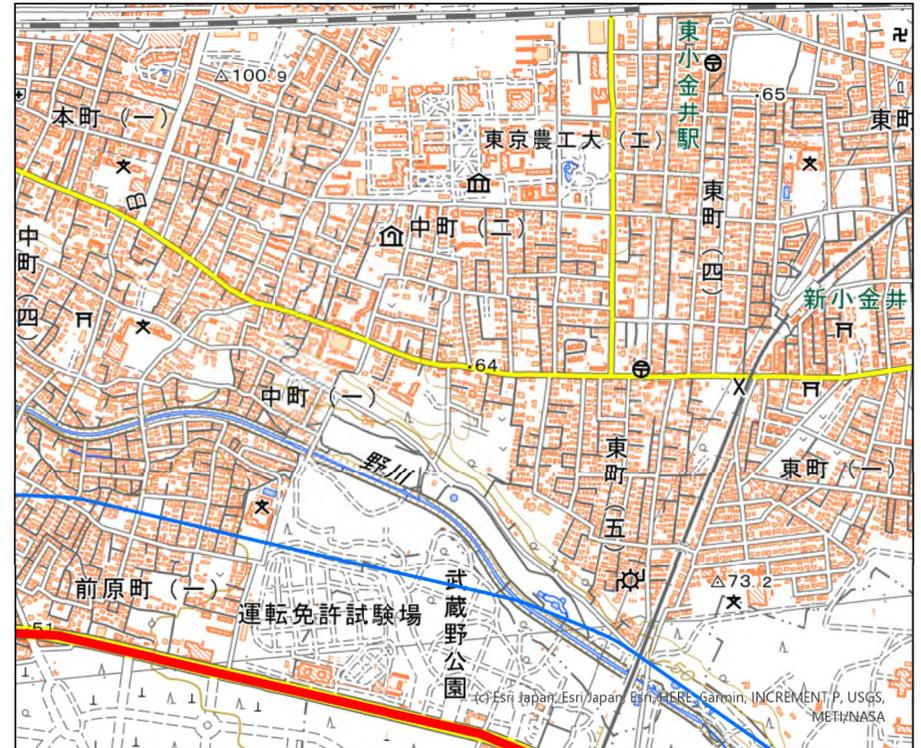 東小金井駅
100.9
65
本町（一）
東町
東京農工大（工）
東町（四）
中町（二）
中町（四）
新小金井
64
中町（一）
野川
東町（五）
東町（一）
武蔵野公園
73.2
前原町（一）
運転免許試験場
51
(c) Esri Japan, Esri Japan, Esri, HERE, Garmin, INCREMENT P, USGS,
METI/NASA